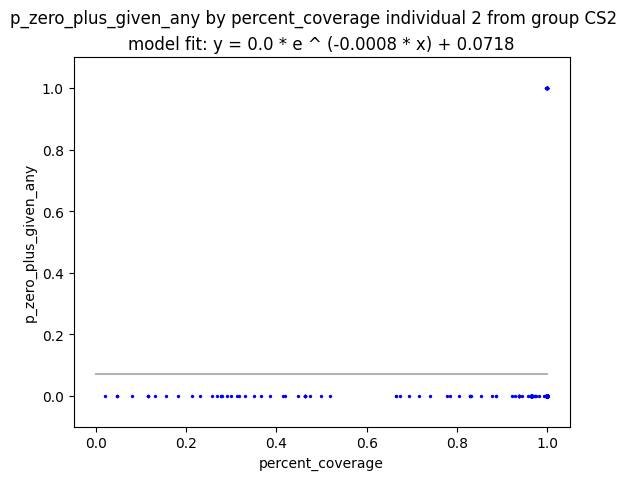 p_zero_plus_given_any by percent_coverage individual 2 from group CS2
model fit: y = 0.0 * e ^ (-0.0008 * x) + 0.0718
1.0
0.8
0.6
0.4
0.2
0.0
p_zero_plus_given_any
0.0 0.2 0.4 0.6 0.8 1.0
percent_coverage